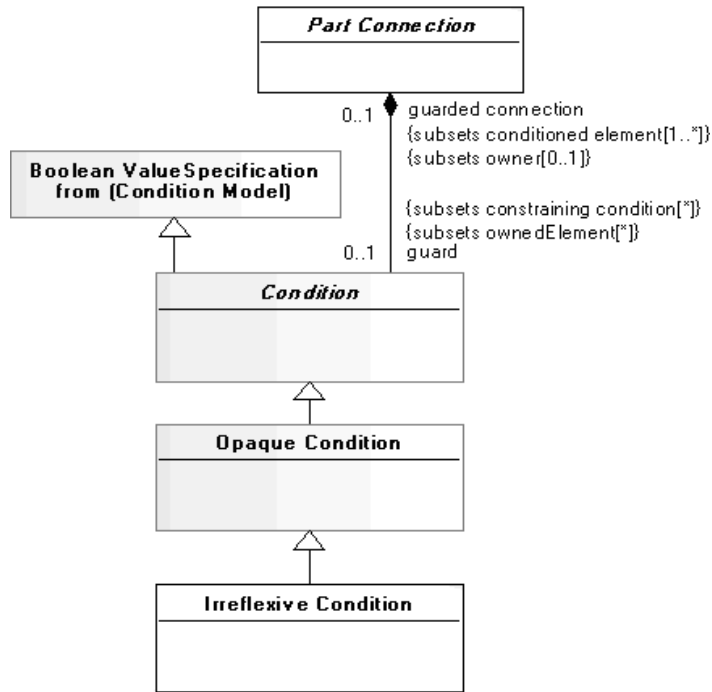 Part Connection
0..1
guarded connection
{subsets conditioned element[1..*]}
{subsets owner[0..1]}
Boolean ValueSpecification
from (Condition Model)
{subsets constraining condition[*]}
{subsets ownedElement[*]}
0..1
guard
Condition
Opaque Condition
Irreflexive Condition